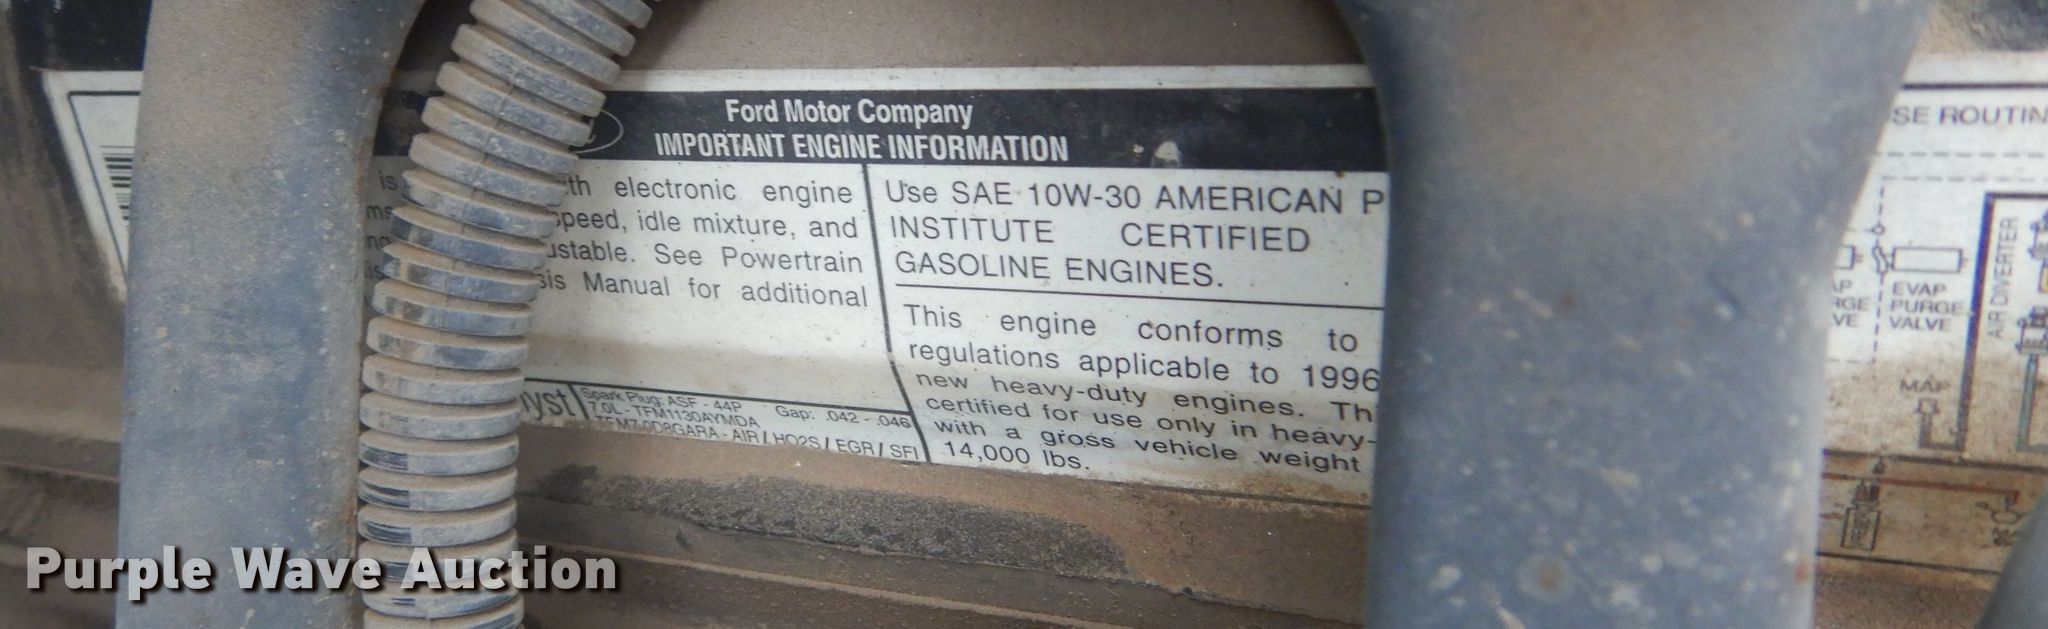 Ford Motor Company
IMPORTANT ENGINE INFORMATION
is electronic engine
speed, idle mixture, and
See Powertrain
Manual for additional
Spark Plug: ASF - 44P Gap: .042 - .046
7.0L - TFM1130AYMDA
AIR / HO2S / EGR / SFI
Use SAE 10W-30 AMERICAN P
INSTITUTE CERTIFIED
GASOLINE ENGINES.
This engine conforms to
regulations applicable to 1996
new heavy-duty engines. Th
certified for use only in heavy-
with a gross vehicle weight
14,000 lbs.
SE ROUTIN
EVAP
PURGE
VALVE
AIR DIVERTER
MAP
Purple Wave Auction